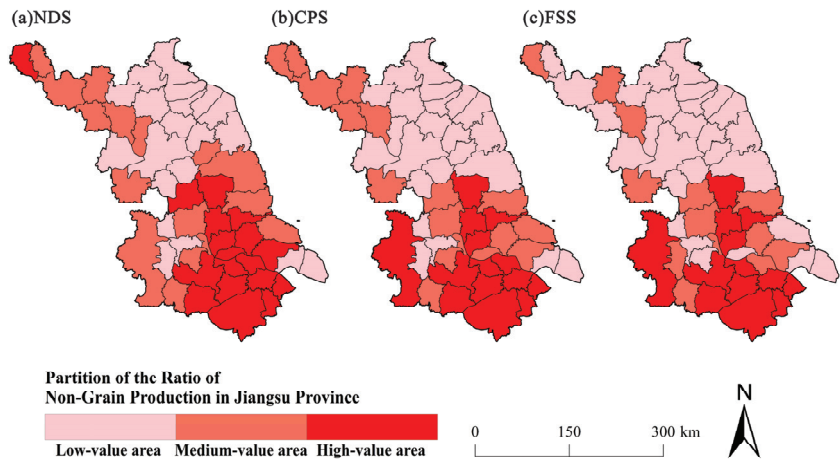 (a)NDS
(b)CPS
(c)FSS
Partition of thc Ratio of
Non-Grain Production in Jiangsu Province
Low-value area Medium-value area High-value area
N
0 150 300 km